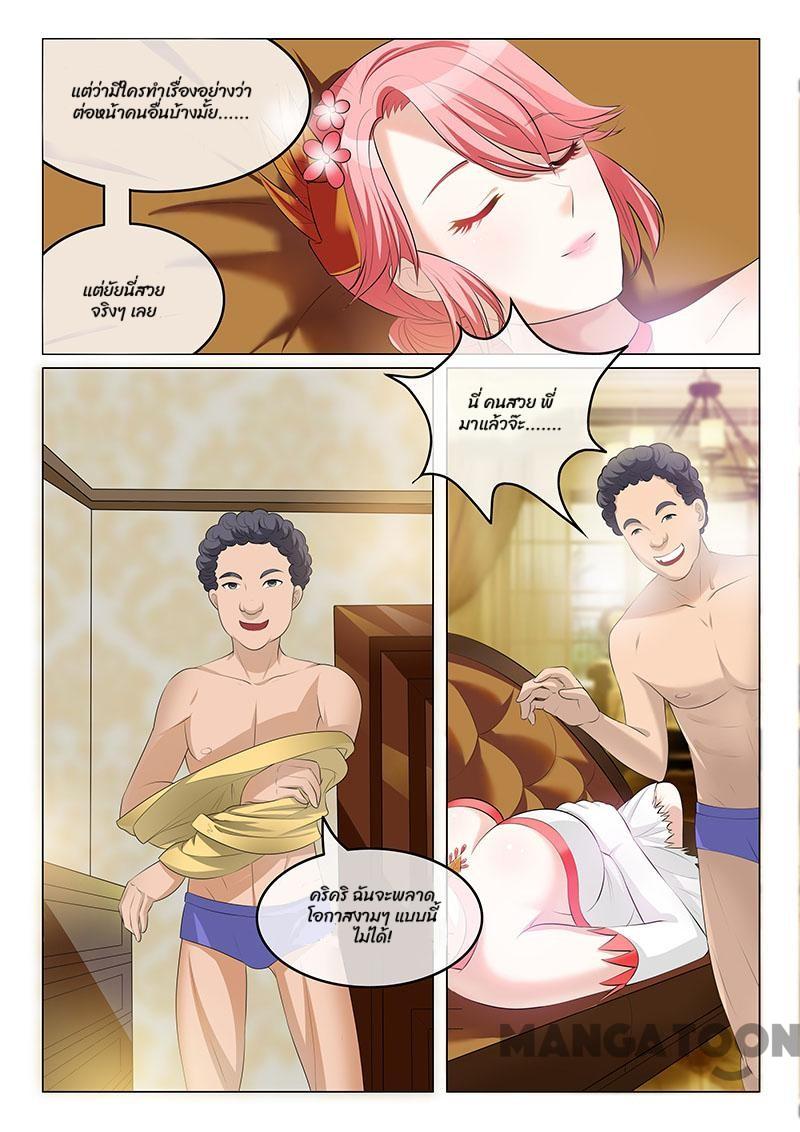 แต่ว่ามีใครทำเรื่องอย่างว่า
ต่อหน้าคนอื่นบ้างมั้ย......
แต่ยัยนี่สวย
จริงๆ เลย
นี่ คนสวย พี่
มาแล้วจ๊ะ.......
คริคริ ฉันจะพลาด
โอกาสงามๆ แบบนี้
ไม่ได้!
MANGATOON